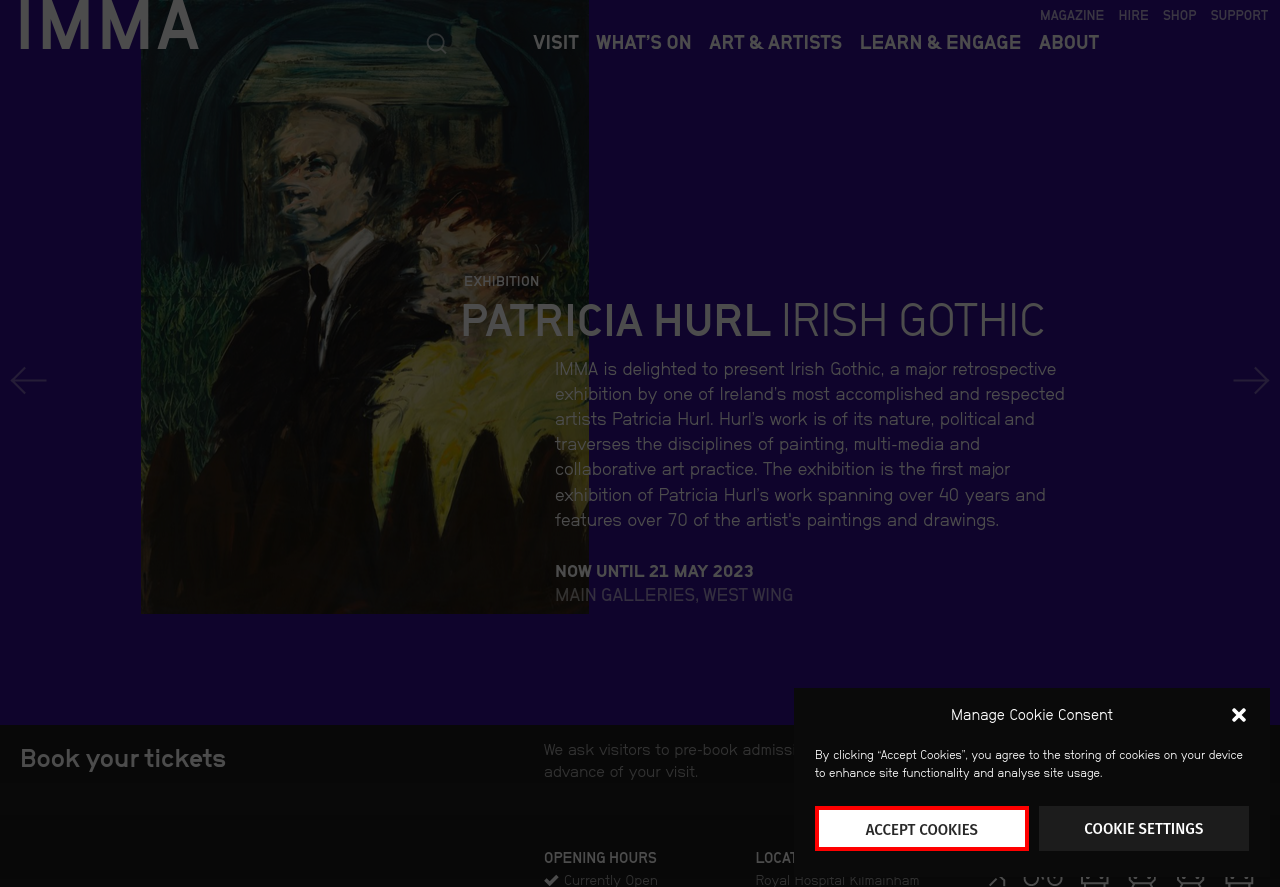 IMMA
MAGAZINE HIRE SHOP SUPPORT
VISIT WHAT'S ON ART & ARTISTS LEARN & ENGAGE ABOUT
EXHIBITION
PATRICIA HURL IRISH GOTHIC
IMMA is delighted to present Irish Gothic, a major retrospective
exhibition by one of Ireland's most accomplished and respected
artists Patricia Hurl. Hurl's work is of its nature, political and
traverses the disciplines of painting, multi-media and
collaborative art practice. The exhibition is the first major
exhibition of Patricia Hurl's work spanning over 40 years and
features over 70 of the artist's paintings and drawings.
NOW UNTIL 21 MAY 2023
MAIN GALLERIES, WEST WING
Book your tickets
We ask visitors to pre-book
advance of your visit.
OPENING HOURS
Currently Open
Royal Hospital Kilmainham
Manage Cookie Consent
By clicking “Accept Cookies”, you agree to the storing of cookies on your device
to enhance site functionality and analyse site usage.
ACCEPT COOKIES COOKIE SETTINGS